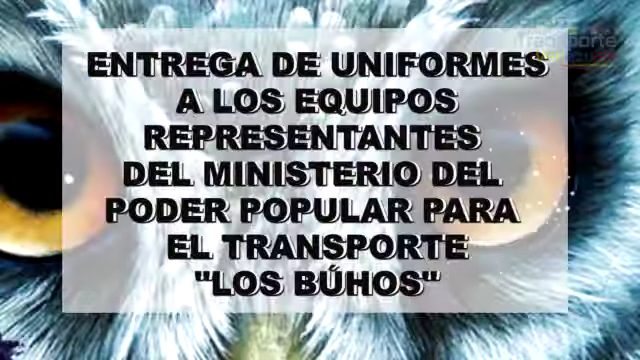 ENTREGA DE UNIFORMES
A LOS EQUIPOS
REPRESENTANTES
DEL MINISTERIO DEL
PODER POPULAR PARA
EL TRANSPORTE
"LOS BÚHOS"